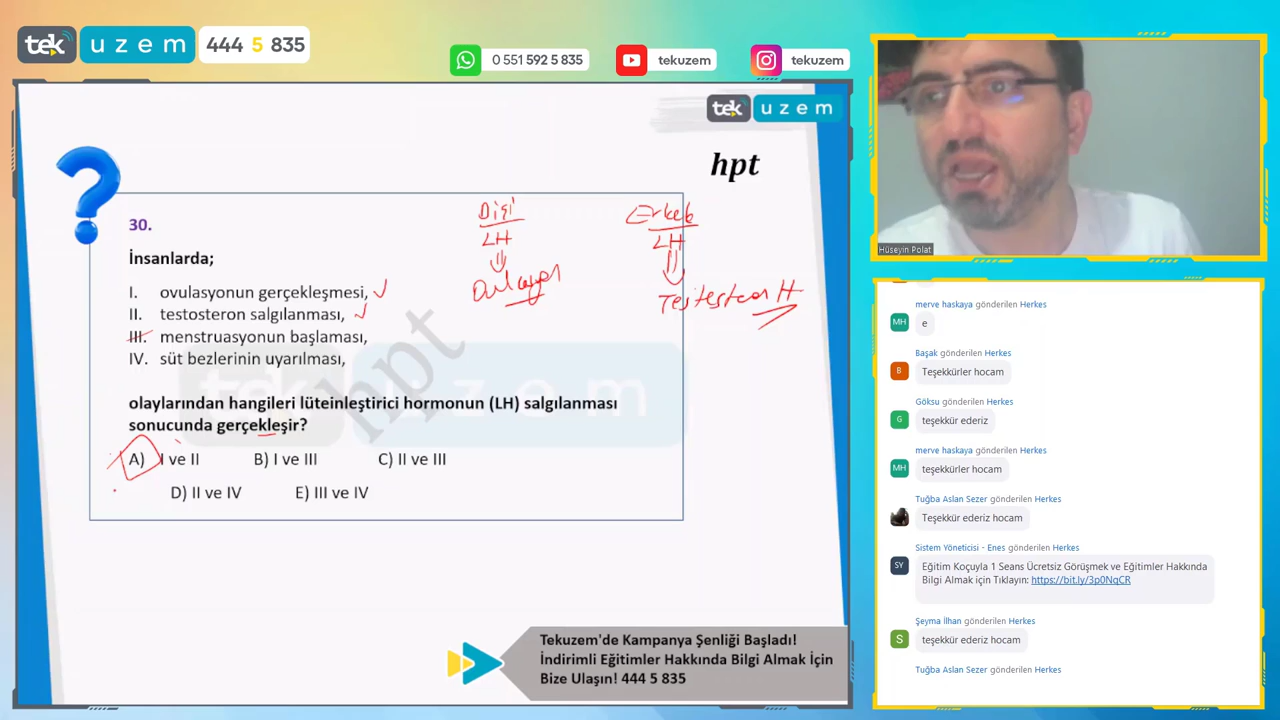 tek uzem 444 5 835
0 551 592 5 835
tekuzem
tekuzem
tek uzem
hpt
30.
İnsanlarda;
I. ovulasyonun gerçekleşmesi,
II. testosteron salgılanması,
III. menstruasyonun başlaması,
IV. süt bezlerinin uyarılması,
olaylarından hangileri lüteinleştirici hormonun (LH) salgılanması
sonucunda gerçekleşir?
A) I ve II B) I ve III C) II ve III
D) II ve IV E) III ve IV
Dişi
LH
Erkek
LH
hpt
tek uzem
Tekuzem'de Kampanya Şenliği Başladı!
İndirimli Eğitimler Hakkında Bilgi Almak İçin
Bize Ulaşın! 444 5 835
Hüseyin Polat
merve haskaya gönderilen Herkes
MH
e
Başak gönderilen Herkes
B
Teşekkürler hocam
Göksu gönderilen Herkes
G
teşekkür ederiz
merve haskaya gönderilen Herkes
MH
teşekkürler hocam
Tuğba Aslan Sezer gönderilen Herkes
Teşekkür ederiz hocam
Sistem Yöneticisi - Enes gönderilen Herkes
SY
Eğitim Koçuyla 1 Seans Ücretsiz Görüşmek ve Eğitimler Hakkında
Bilgi Almak için Tıklayın: https://bit.ly/3p0NqCR
Şeyma İlhan gönderilen Herkes
S
teşekkür ederiz hocam
Tuğba Aslan Sezer gönderilen Herkes